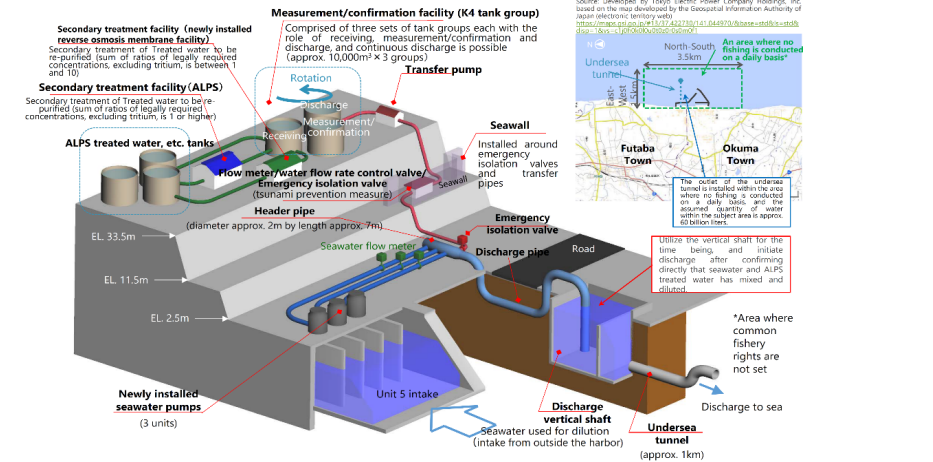 Measurement/confirmation facility (K4 tank group)
Comprised of three sets of tank groups each with the
role of receiving, measurement/confirmation and
discharge, and continuous discharge is possible
(approx. 10,000m³ × 3 groups)
Secondary treatment facility (newly installed
reverse osmosis membrane facility)
Secondary treatment of Treated water to be
re-purified (sum of ratios of legally required
concentrations, excluding tritium, is between 1
and 10)
Secondary treatment facility (ALPS)
Secondary treatment of Treated water to be re-
purified (sum of ratios of legally required
concentrations, excluding tritium, is 1 or higher)
ALPS treated water, etc. tanks
Rotation
Discharge
Measurement/
confirmation
Receiving
Transfer pump
Seawall
Installed around
emergency
isolation valves
and transfer
pipes
Seawall
Flow meter/water flow rate control valve/
Emergency isolation valve
(tsunami prevention measure)
Header pipe
(diameter approx. 2m by length approx. 7m)
Seawater flow meter
Emergency
isolation valve
Discharge pipe
Road
EL. 33.5m
EL. 11.5m
EL. 2.5m
Newly installed
seawater pumps
(3 units)
Unit 5 intake
Seawater used for dilution
(intake from outside the harbor)
Discharge
vertical shaft
Undersea
tunnel
(approx. 1km)
Discharge to sea
Utilize the vertical shaft for the
time being, and initiate
discharge after confirming
directly that seawater and ALPS
treated water has mixed and
diluted.
*Area where
common
fishery
rights are
not set
Source: Developed by Tokyo Electric Power Company Holdings, Inc.
based on the map developed by the Geospatial Information Authority of
Japan (electronic territory web)
N
North-South
3.5km
An area where no
fishing is conducted
on a daily basis*
Undersea
tunnel
East-
West
Futaba
Town
Okuma
Town
The outlet of the undersea
tunnel is installed within the area
where no fishing is conducted
on a daily basis, and the
assumed quantity of water
within the subject area is approx.
60 billion liters.